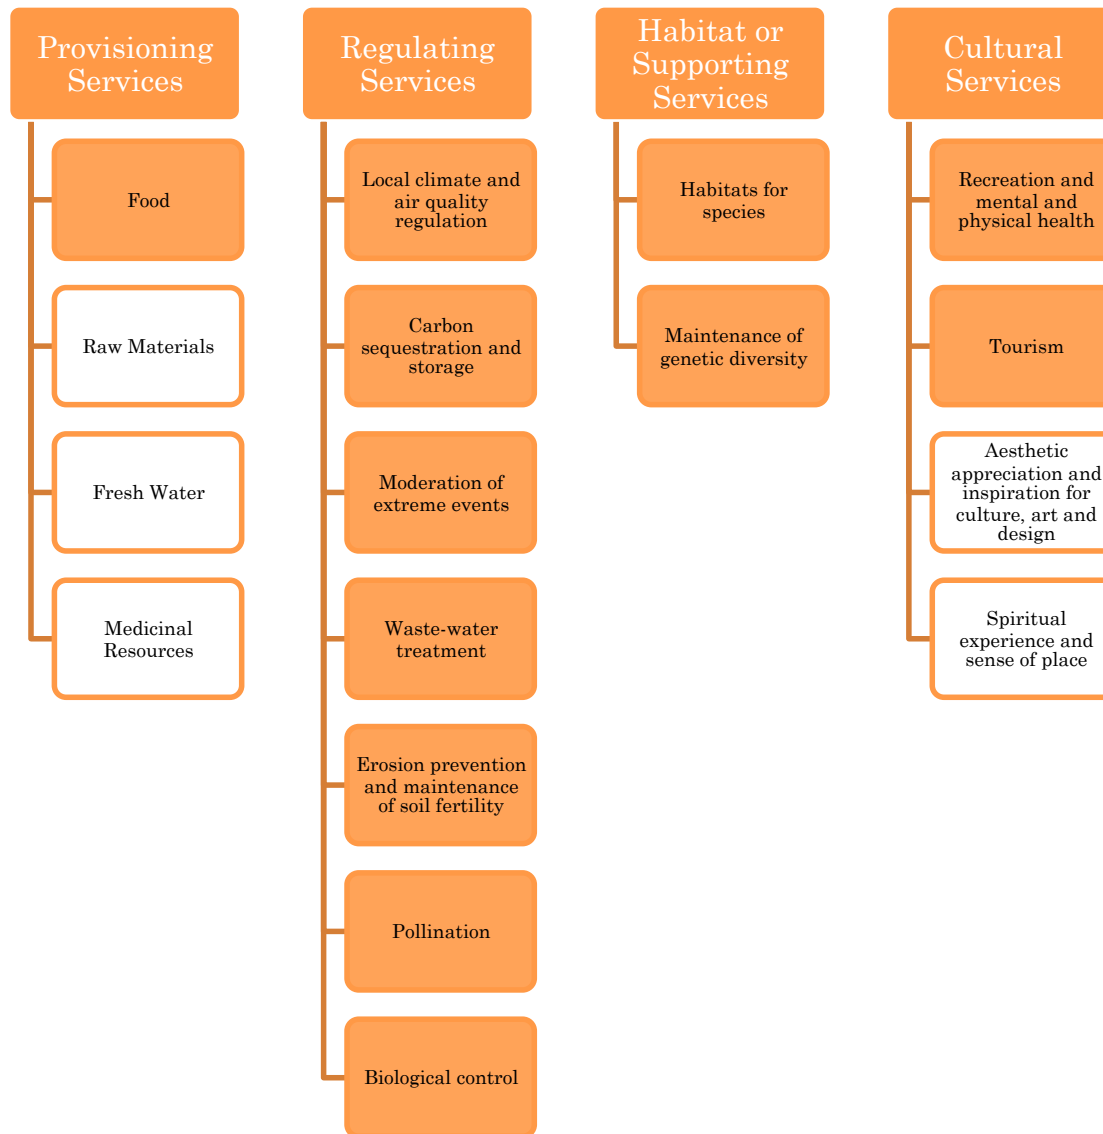 Provisioning
Services
Food
Raw Materials
Fresh Water
Medicinal
Resources
Regulating
Services
Local climate and
air quality
regulation
Carbon
sequestration and
storage
Moderation of
extreme events
Waste-water
treatment
Erosion prevention
and maintenance
of soil fertility
Pollination
Biological control
Habitat or
Supporting
Services
Habitats for
species
Maintenance of
genetic diversity
Cultural
Services
Recreation and
mental and
physical health
Tourism
Aesthetic
appreciation and
inspiration for
culture, art and
design
Spiritual
experience and
sense of place